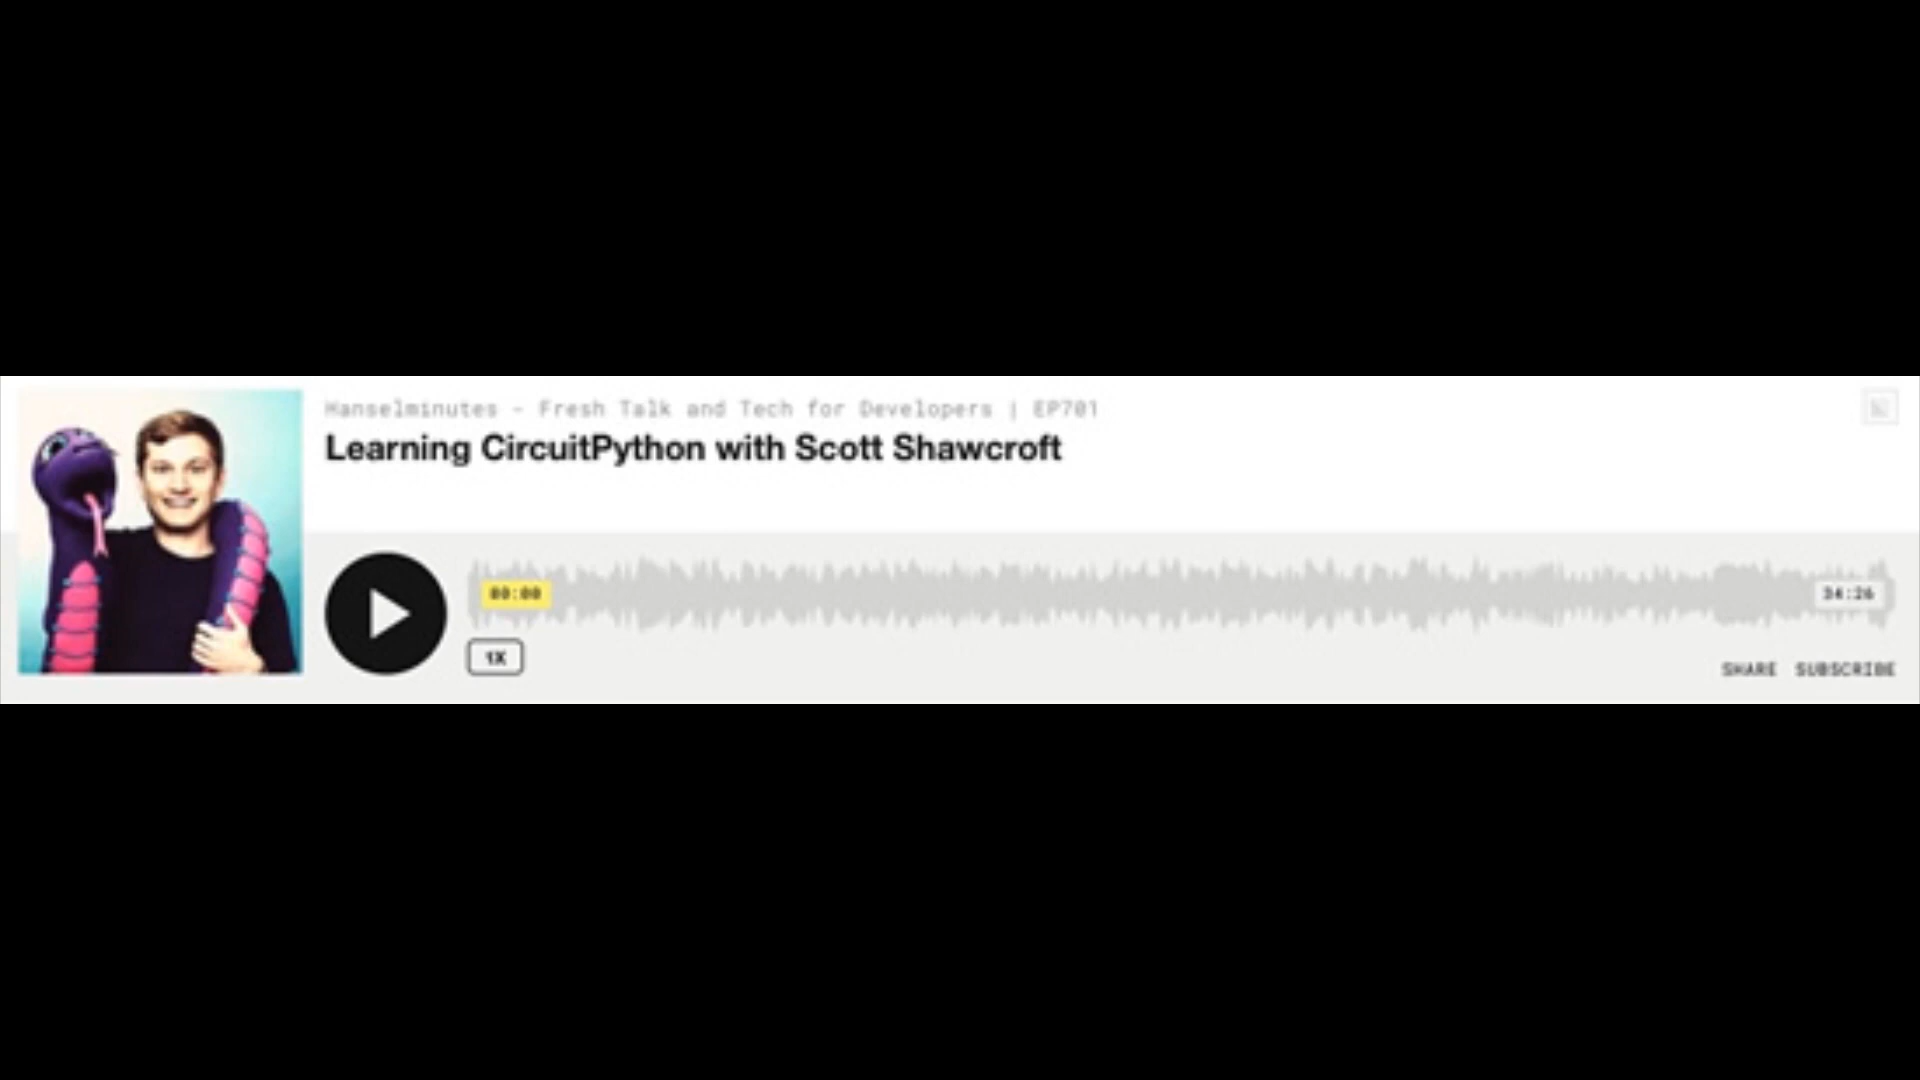 Hanselminutes - Fresh Talk and Tech for Developers | EP701
Learning CircuitPython with Scott Shawcroft
00:00
34:26
1X
SHARE SUBSCRIBE